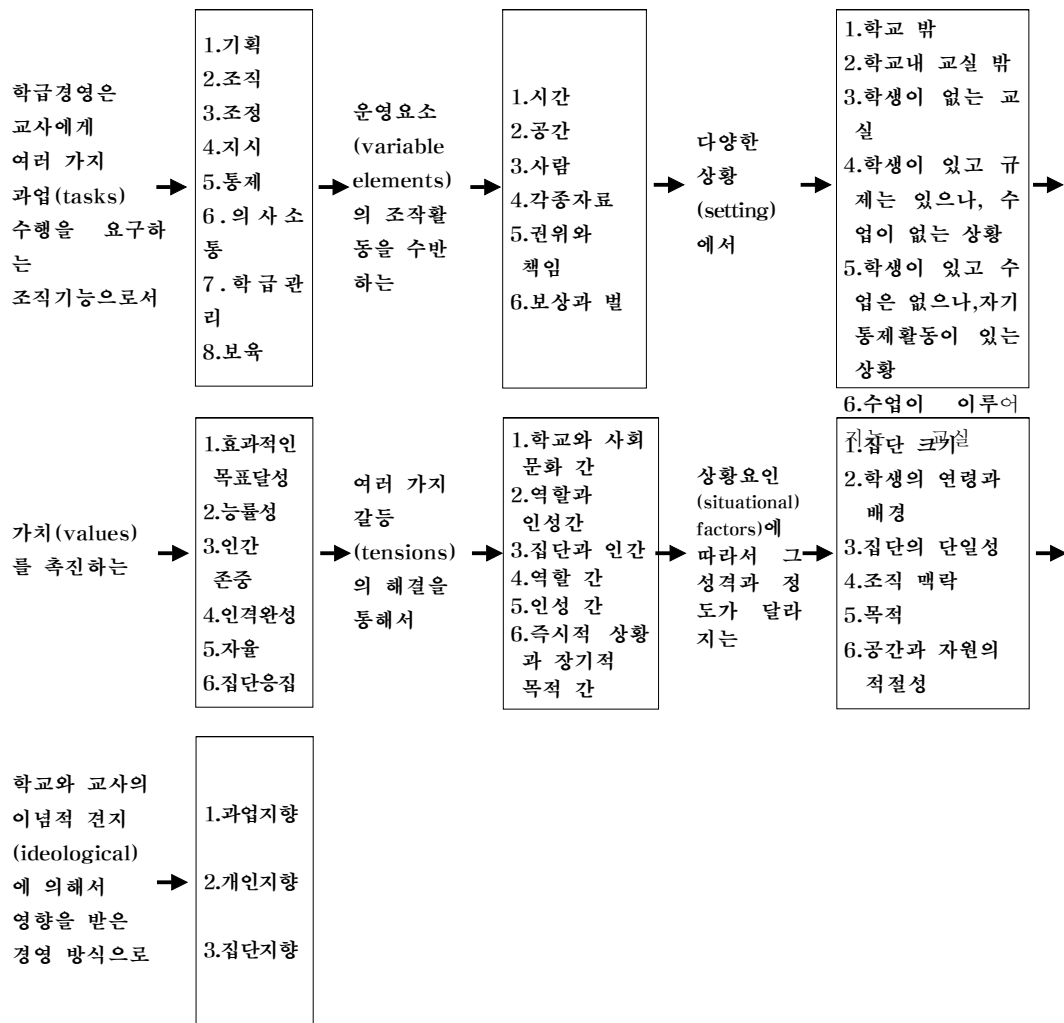 학급경영은
교사에게
여러 가지
과업(tasks)
수행을 요구하
는
조직기능으로서
1.기획
2.조직
3.조정
4.지시
5.통제
6.의사소
통
7.학급관
리
8.보육
운영요소
(variable
elements)
의 조작활
동을 수반
하는
1.시간
2.공간
3.사람
4.각종자료
5.권위와
책임
6.보상과 벌
다양한
상황
(setting)
에서
1.학교 밖
2.학교내 교실 밖
3.학생이 없는 교
실
4.학생이 있고 규
제는 있으나, 수
업이 없는 상황
5.학생이 있고 수
업은 없으나,자기
통제활동이 있는
상황
6.수업이 이루어
지는 교실
가치(values)
를 촉진하는
1.효과적인
목표달성
2.능률성
3.인간
존중
4.인격완성
5.자율
6.집단응집
여러 가지
갈등
(tensions)
의 해결을
통해서
1.학교와 사회
문화 간
2.역할과
인성간
3.집단과 인간
4.역할 간
5.인성 간
6.즉시적 상황
과 장기적
목적 간
상황요인
(situational)
factors)에
따라서 그
성격과 정
도가 달라
지는
1.집단 크기
2.학생의 연령과
배경
3.집단의 단일성
4.조직 맥락
5.목적
6.공간과 자원의
적절성
학교와 교사의
이념적 견지
(ideological)
에 의해서
영향을 받은
경영 방식으로
1.과업지향
2.개인지향
3.집단지향